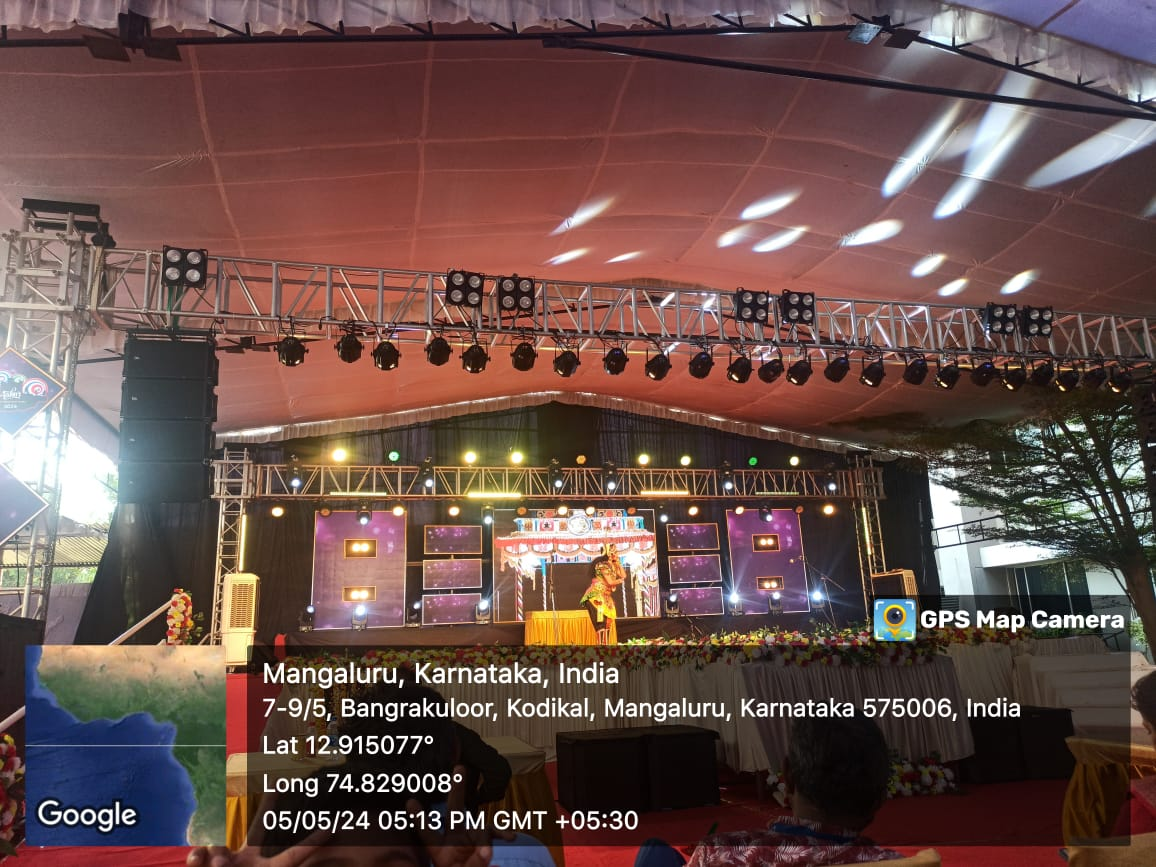 GPS Map Camera
Mangaluru, Karnataka, India
7-9/5, Bangrakuloor, Kodikal, Mangaluru, Karnataka 575006, India
Lat 12.915077°
Long 74.829008°
05/05/24 05:13 PM GMT +05:30
Google